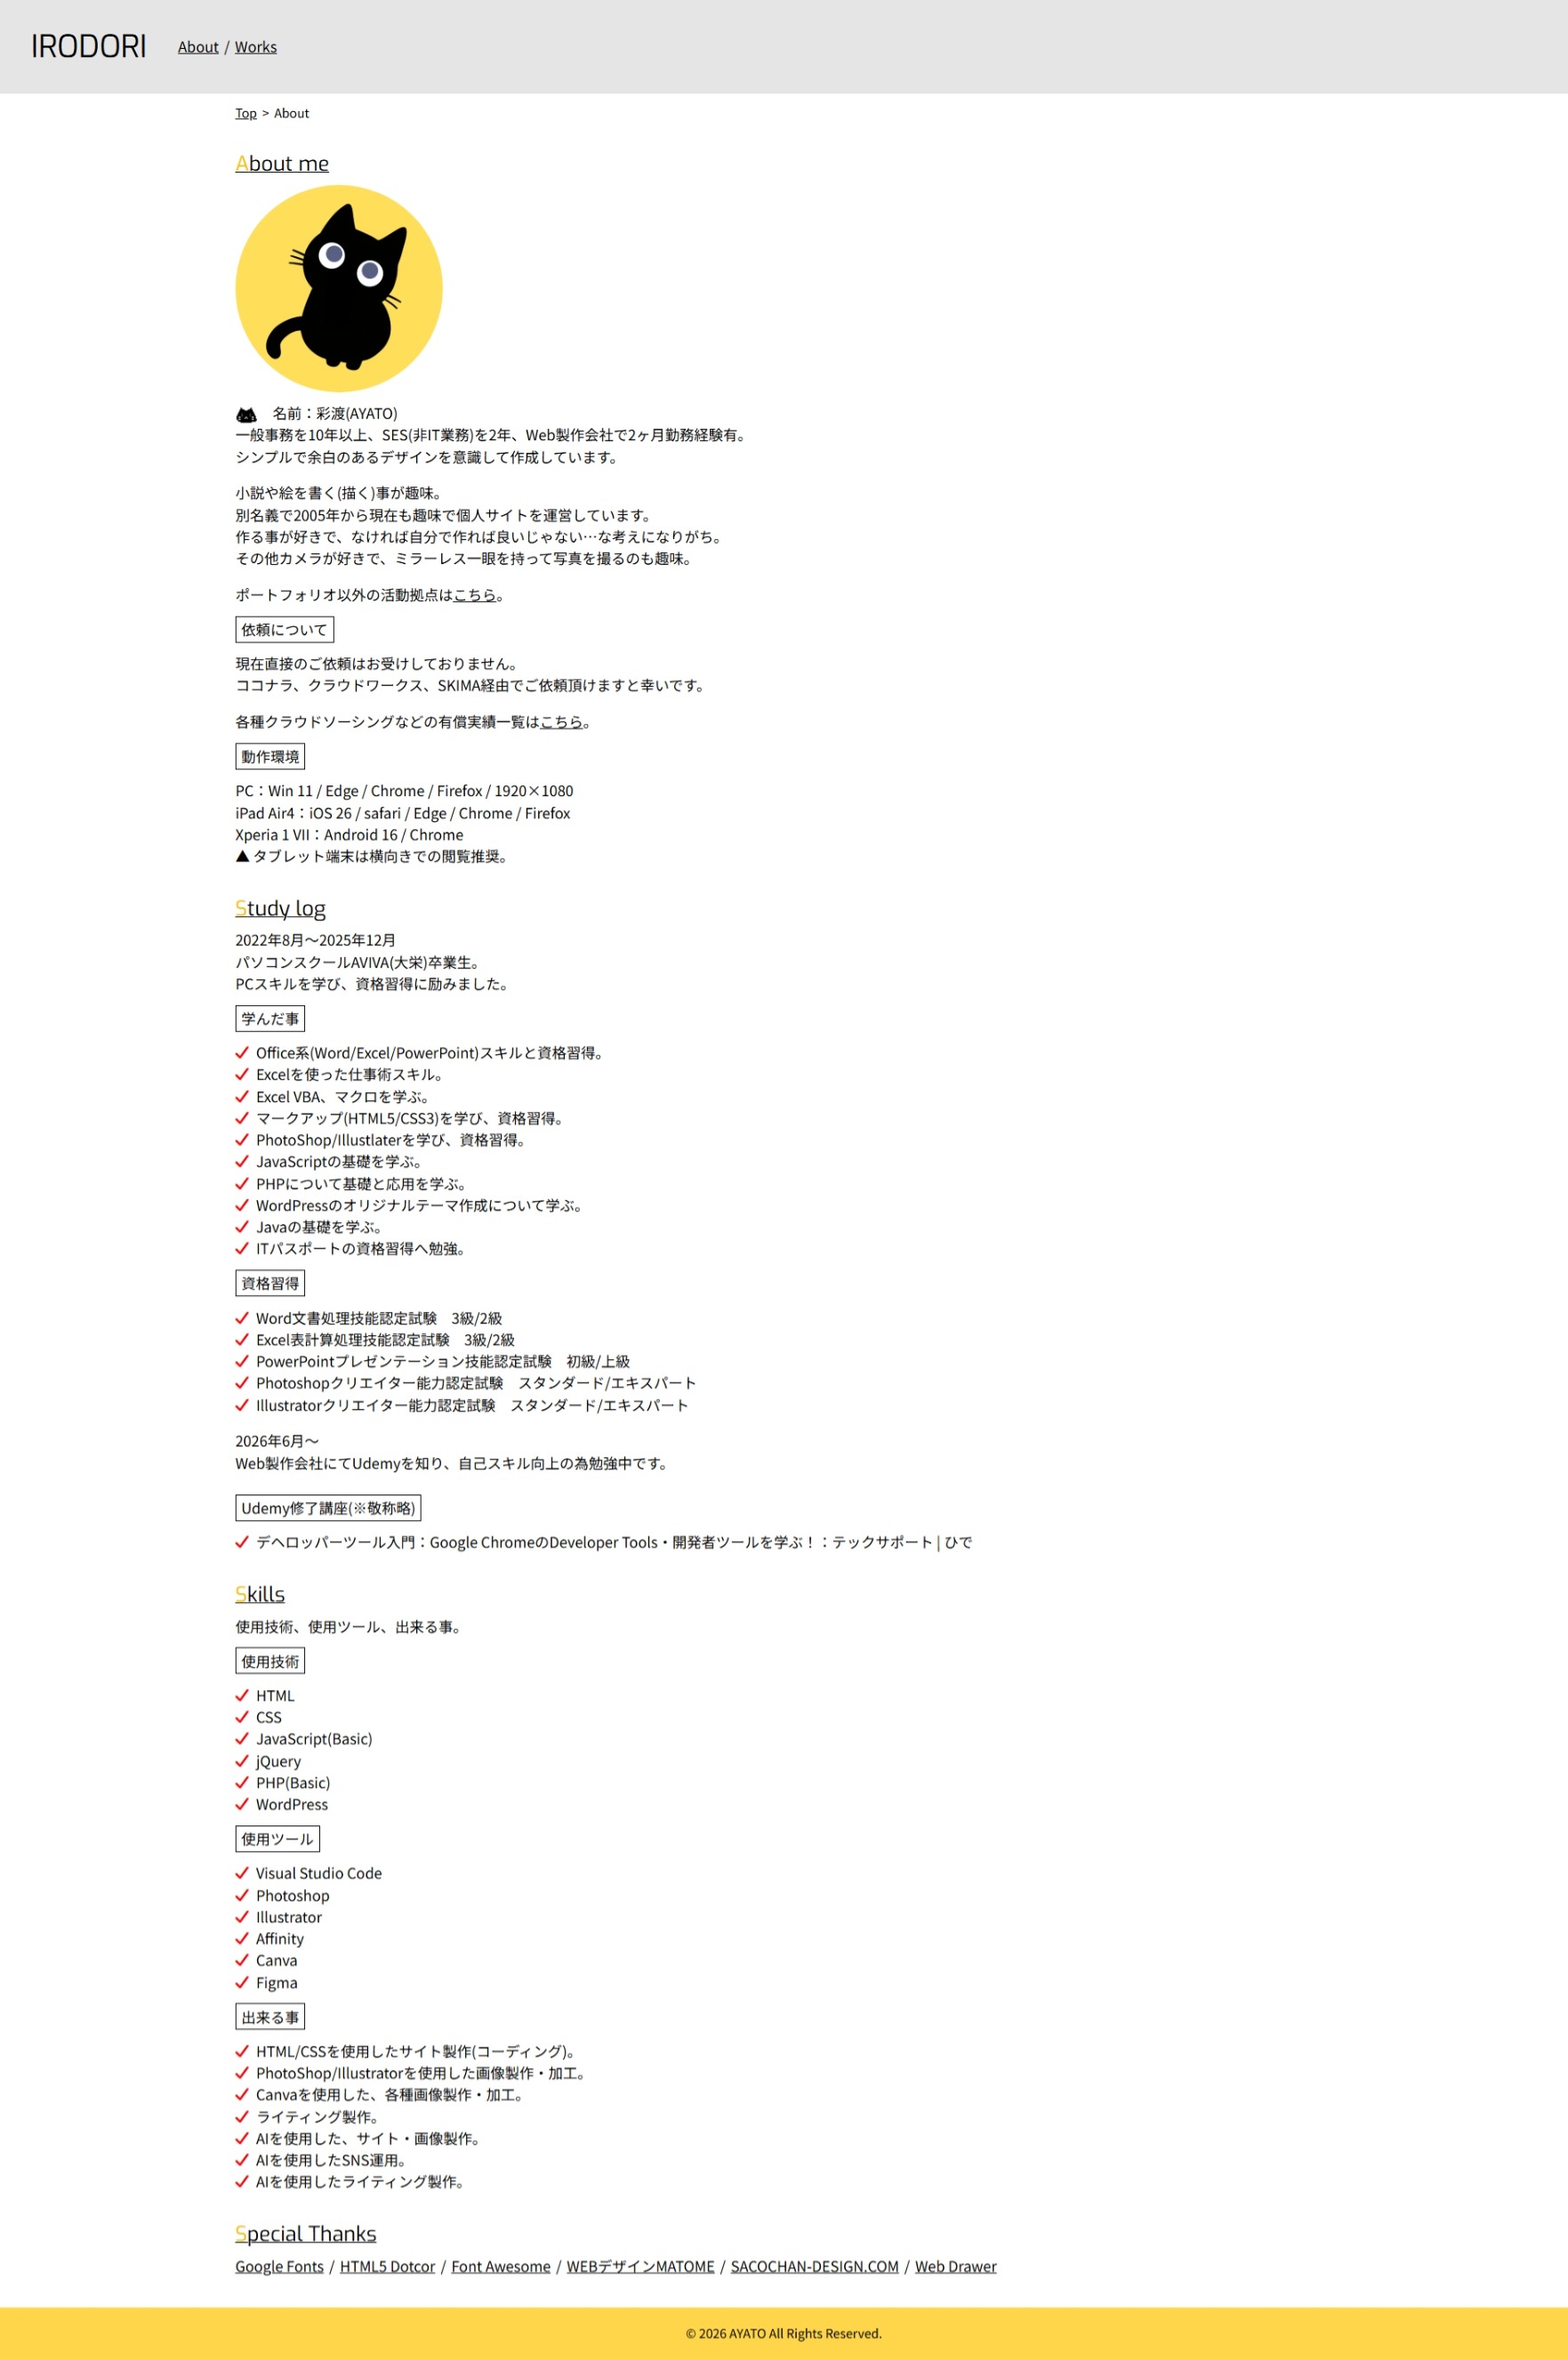 IRODORI
About / Works
Top > About
About me
名前：彩渡(AYATO)
一般事務を10年以上、SES(非IT業務)を2年、Web製作会社で2ヶ月勤務経験有。
シンプルで余白のあるデザインを意識して作成しています。
小説や絵を書く(描く)事が趣味。
別名義で2005年から現在も趣味で個人サイトを運営しています。
作る事が好きで、なければ自分で作れば良いじゃない…な考えになりがち。
その他カメラが好きで、ミラーレス一眼を持って写真を撮るのも趣味。
ポートフォリオ以外の活動拠点はこちら。
依頼について
現在直接のご依頼はお受けしておりません。
ココナラ、クラウドワークス、SKIMA経由でご依頼頂けますと幸いです。
各種クラウドソーシングなどの有償実績一覧はこちら。
動作環境
PC：Win 11 / Edge / Chrome / Firefox / 1920×1080
iPad Air4：iOS 26 / safari / Edge / Chrome / Firefox
Xperia 1 VII：Android 16 / Chrome
▲ タブレット端末は横向きでの閲覧推奨。
Study log
2022年8月〜2025年12月
パソコンスクールAVIVA(大栄)卒業生。
PCスキルを学び、資格習得に励みました。
学んだ事
Office系(Word/Excel/PowerPoint)スキルと資格習得。
Excelを使った仕事術スキル。
Excel VBA、マクロを学ぶ。
マークアップ(HTML5/CSS3)を学び、資格習得。
PhotoShop/Illustlaterを学び、資格習得。
JavaScriptの基礎を学ぶ。
PHPについて基礎と応用を学ぶ。
WordPressのオリジナルテーマ作成について学ぶ。
Javaの基礎を学ぶ。
ITパスポートの資格習得へ勉強。
資格習得
Word文書処理技能認定試験　3級/2級
Excel表計算処理技能認定試験　3級/2級
PowerPointプレゼンテーション技能認定試験　初級/上級
Photoshopクリエイター能力認定試験　スタンダード/エキスパート
Illustratorクリエイター能力認定試験　スタンダード/エキスパート
2026年6月〜
Web製作会社にてUdemyを知り、自己スキル向上の為勉強中です。
Udemy修了講座(※敬称略)
デヘロッパーツール入門：Google ChromeのDeveloper Tools・開発者ツールを学ぶ！：テックサポート | ひで
Skills
使用技術、使用ツール、出来る事。
使用技術
HTML
CSS
JavaScript(Basic)
jQuery
PHP(Basic)
WordPress
使用ツール
Visual Studio Code
Photoshop
Illustrator
Affinity
Canva
Figma
出来る事
HTML/CSSを使用したサイト製作(コーディング)。
PhotoShop/Illustratorを使用した画像製作・加工。
Canvaを使用した、各種画像製作・加工。
ライティング製作。
AIを使用した、サイト・画像製作。
AIを使用したSNS運用。
AIを使用したライティング製作。
Special Thanks
Google Fonts / HTML5 Dotcor / Font Awesome / WEBデザインMATOME / SACOCHAN-DESIGN.COM / Web Drawer
© 2026 AYATO All Rights Reserved.